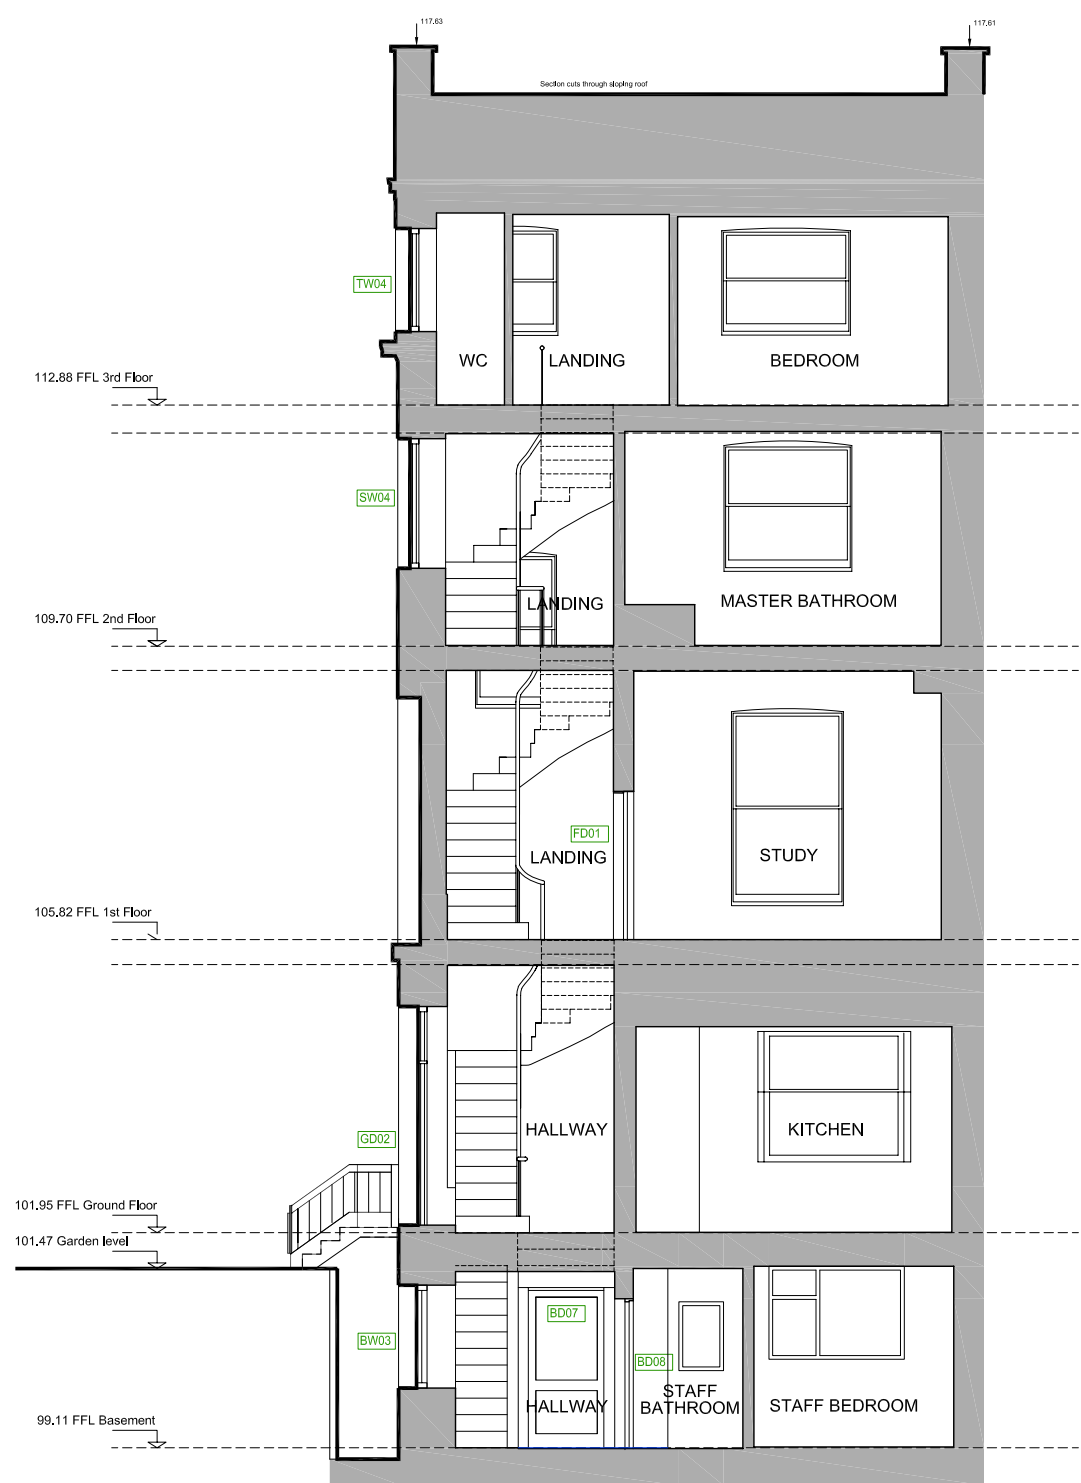 117.63
117.61
Section cuts through sloping roof
TW04
WC
LANDING
BEDROOM
112.88 FFL 3rd Floor
SW04
LANDING
MASTER BATHROOM
109.70 FFL 2nd Floor
FD01
LANDING
STUDY
105.82 FFL 1st Floor
GD02
HALLWAY
KITCHEN
101.95 FFL Ground Floor
101.47 Garden level
BD07
BW03
BD08
HALLWAY
STAFF
BATHROOM
STAFF BEDROOM
99.11 FFL Basement